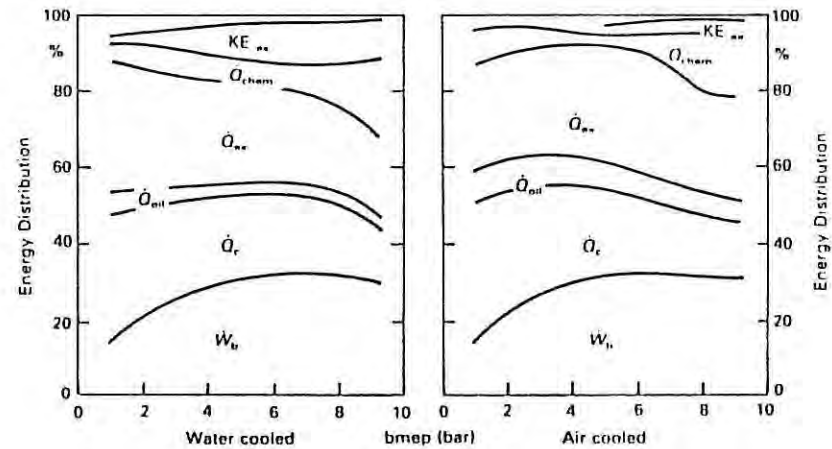 100
%
80
60
40
20
0
Energy Distribution
KE ex
Q̇chem
Q̇ex
Q̇oil
Q̇c
Ẇb
0 2 4 6 8 10
Water cooled
bmep (bar)
KE ex
Q̇chem
Q̇ex
Q̇oil
Q̇c
Ẇb
0 2 4 6 8 10
Air cooled
100
%
80
60
40
20
0
Energy Distribution